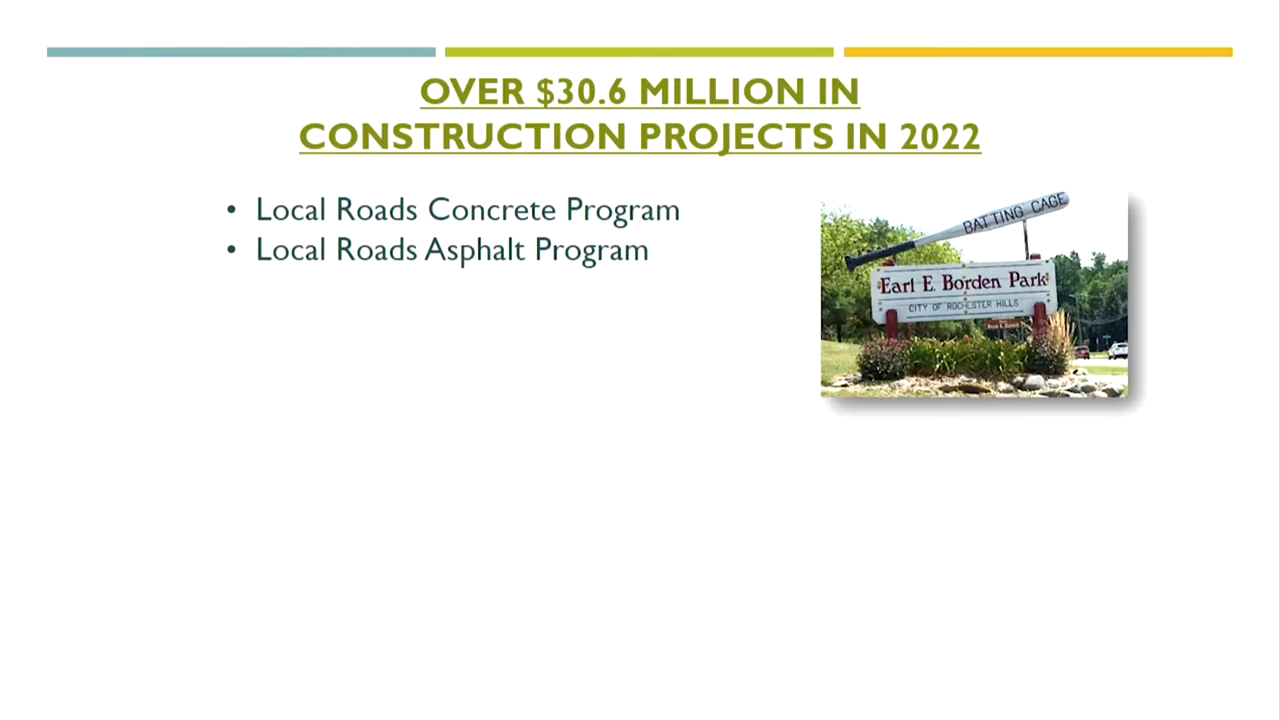 OVER $30.6 MILLION IN
CONSTRUCTION PROJECTS IN 2022
• Local Roads Concrete Program
• Local Roads Asphalt Program
BATTING CAGE
Earl E. Borden Park
CITY OF ROCHESTER HILLS